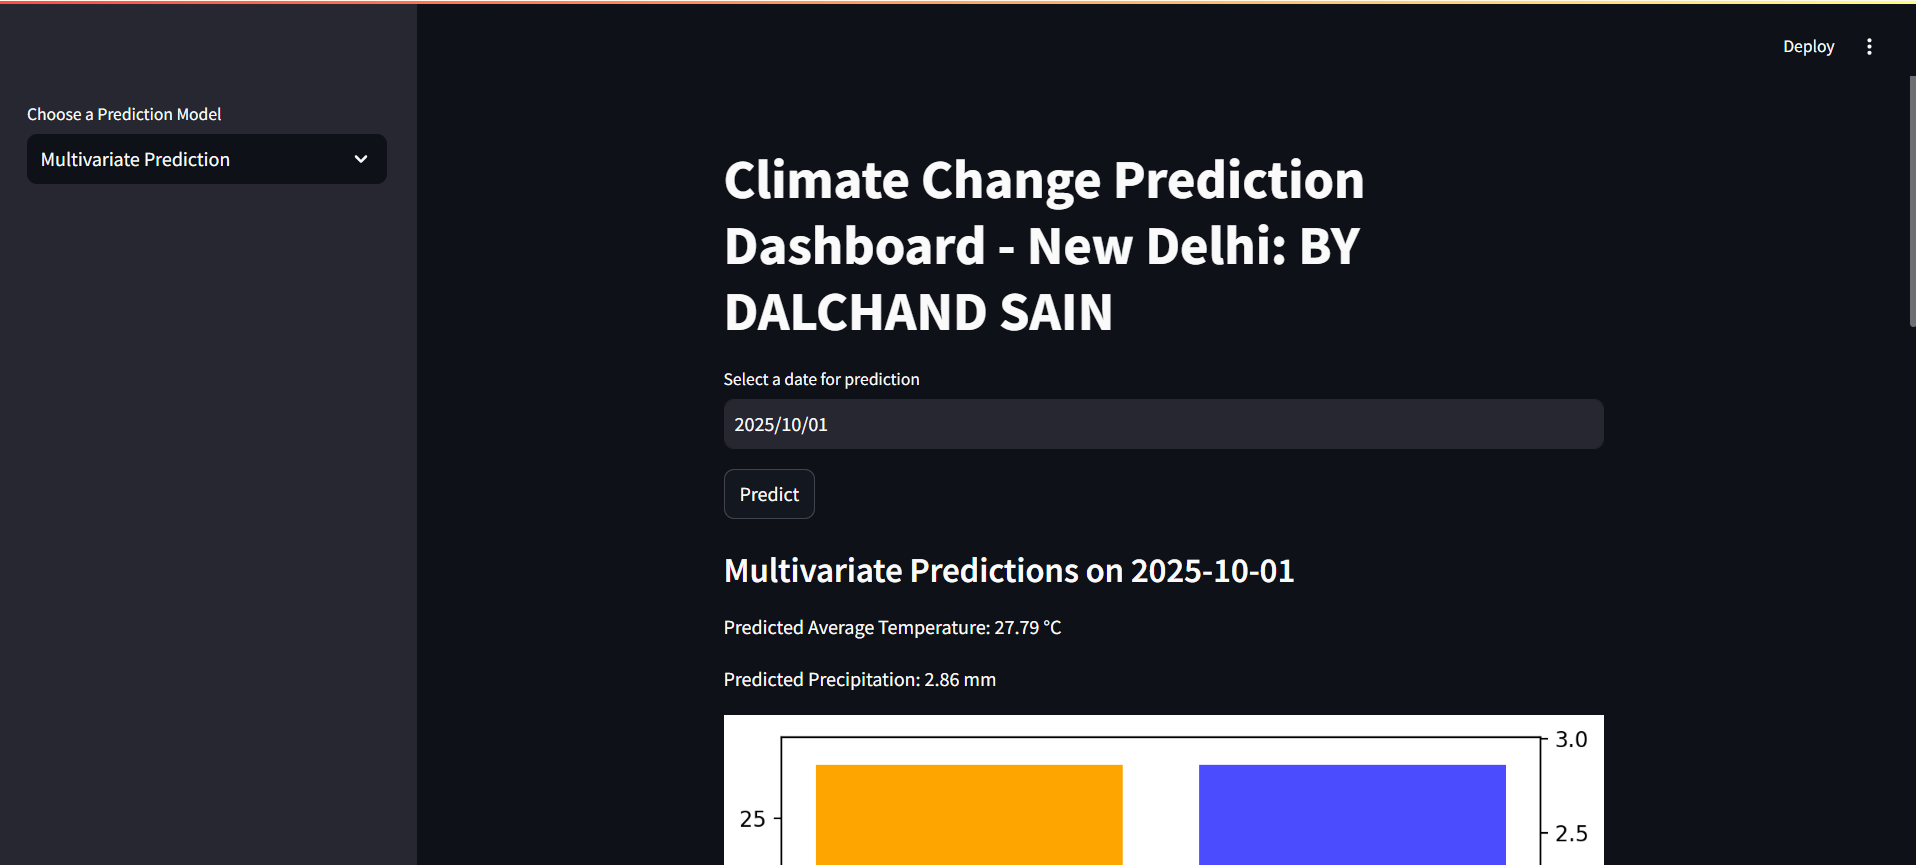 Deploy
Choose a Prediction Model
Multivariate Prediction
Climate Change Prediction
Dashboard - New Delhi: BY
DALCHAND SAIN
Select a date for prediction
2025/10/01
Predict
Multivariate Predictions on 2025-10-01
Predicted Average Temperature: 27.79 °C
Predicted Precipitation: 2.86 mm
3.0
25
2.5